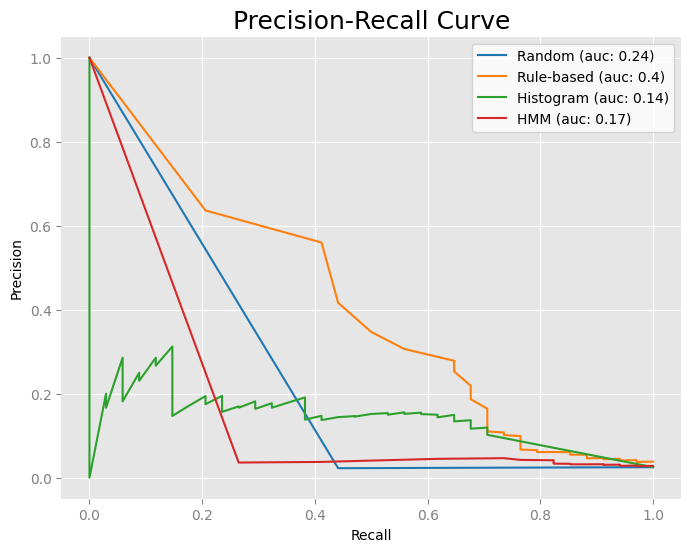 Precision-Recall Curve
Random (auc: 0.24)
Rule-based (auc: 0.4)
Histogram (auc: 0.14)
HMM (auc: 0.17)
1.0
0.8
0.6
0.4
0.2
0.0
Precision
0.0 0.2 0.4 0.6 0.8 1.0
Recall